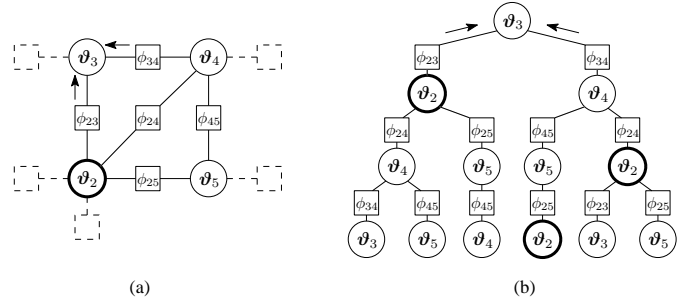 ϑ₃ ϕ₃₄ ϑ₄
ϕ₂₃ ϕ₂₄ ϕ₄₅
ϑ₂ ϕ₂₅ ϑ₅
(a)
ϑ₃
ϕ₂₃ ϕ₃₄
ϑ₂ ϑ₄
ϕ₂₄ ϕ₂₅ ϕ₄₅ ϕ₂₄
ϑ₄ ϑ₅ ϑ₅ ϑ₂
ϕ₃₄ ϕ₄₅ ϕ₄₅ ϕ₂₅ ϕ₂₃ ϕ₂₅
ϑ₃ ϑ₅ ϑ₄ ϑ₂ ϑ₃ ϑ₅
(b)